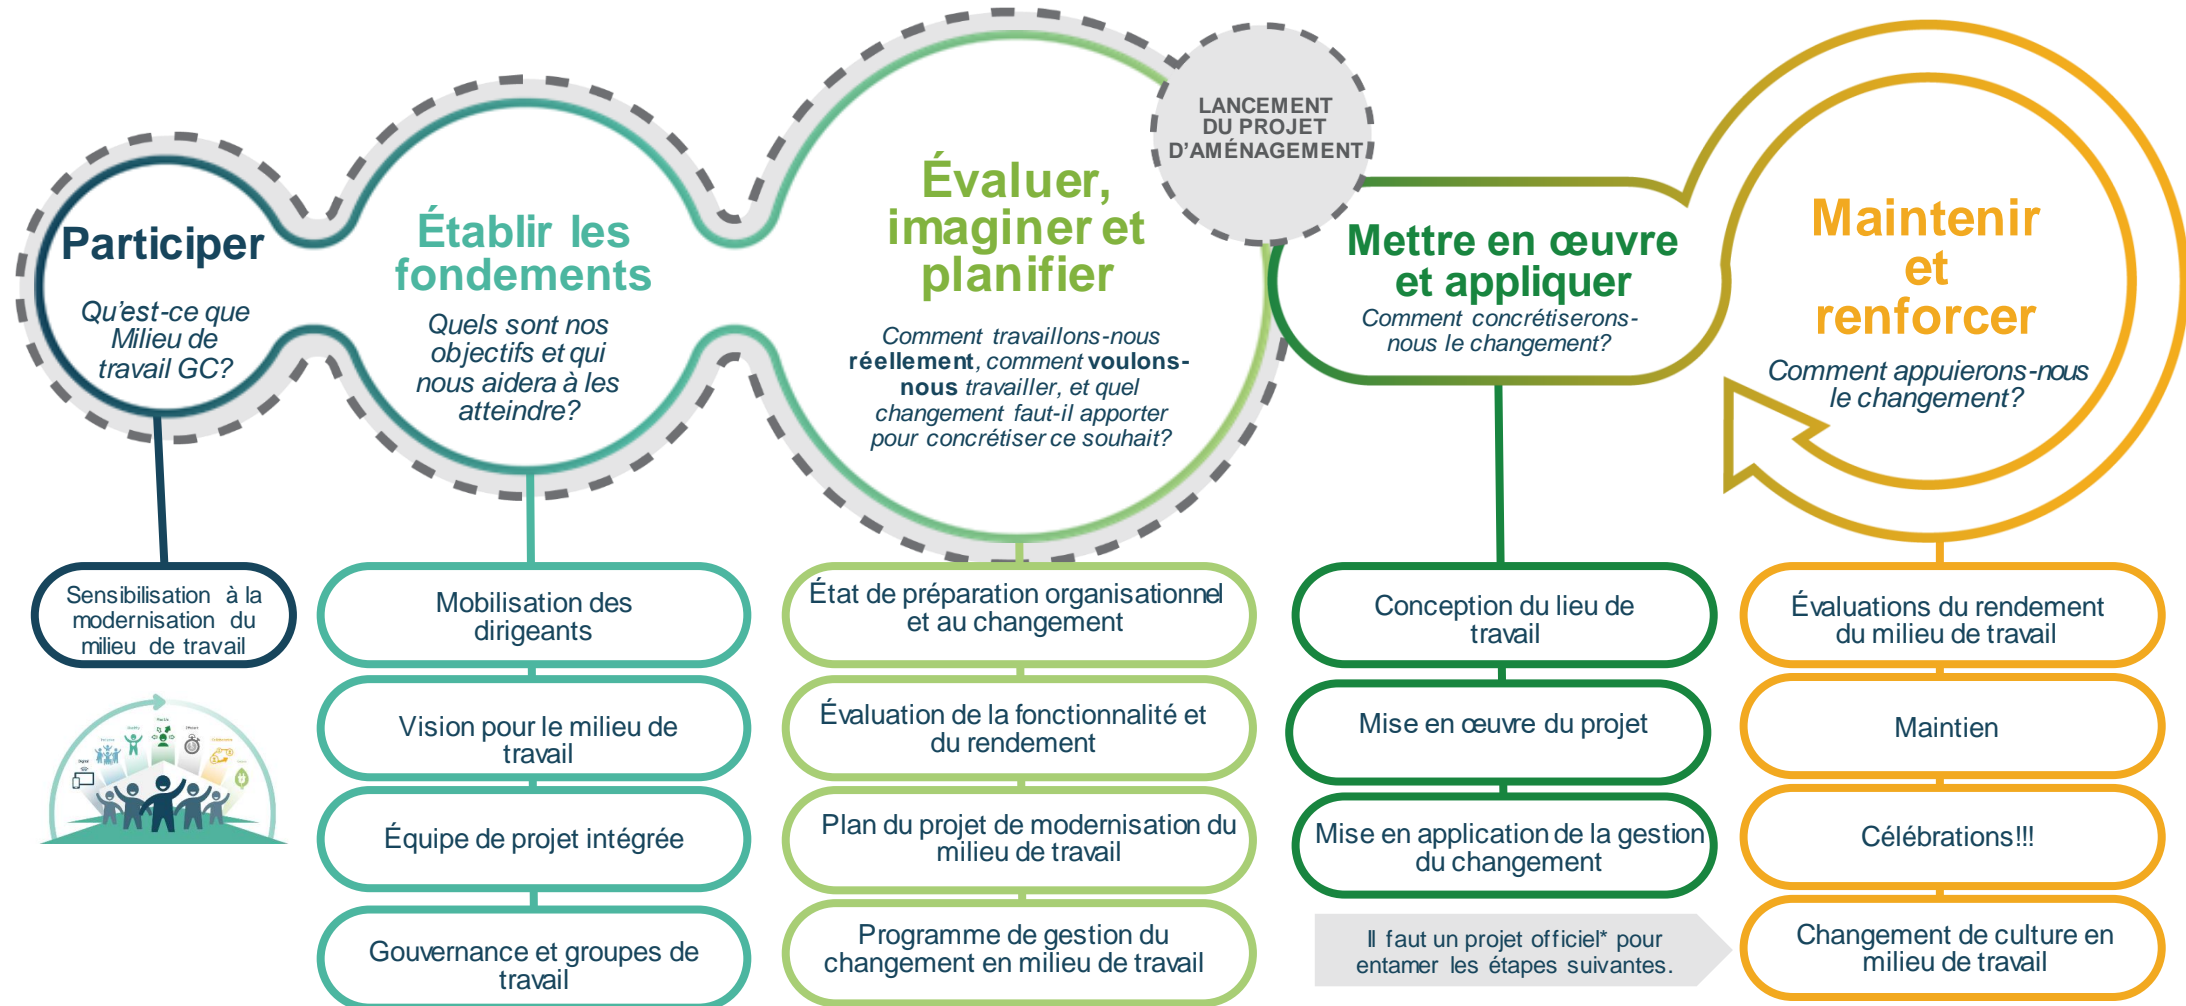 Participer
Qu'est-ce que
Milieu de
travail GC?
Établir les
fondements
Quels sont nos
objectifs et qui
nous aidera à les
atteindre?
Évaluer,
imaginer et
planifier
Comment travaillons-nous
réellement, comment voulons-
nous travailler, et quel
changement faut-il apporter
pour concrétiser ce souhait?
LANCEMENT
DU PROJET
D'AMÉNAGEMENT
Mettre en œuvre
et appliquer
Comment concrétiserons-
nous le changement?
Maintenir
et
renforcer
Comment appuierons-nous
le changement?
Sensibilisation à la
modernisation du
milieu de travail
Mobilisation des
dirigeants
Vision pour le milieu de
travail
Équipe de projet intégrée
Gouvernance et groupes de
travail
État de préparation organisationnel
et au changement
Évaluation de la fonctionnalité et
du rendement
Plan du projet de modernisation du
milieu de travail
Programme de gestion du
changement en milieu de travail
Conception du lieu de
travail
Mise en œuvre du projet
Mise en application de la gestion
du changement
Il faut un projet officiel* pour
entamer les étapes suivantes.
Évaluations du rendement
du milieu de travail
Maintien
Célébrations!!!
Changement de culture en
milieu de travail